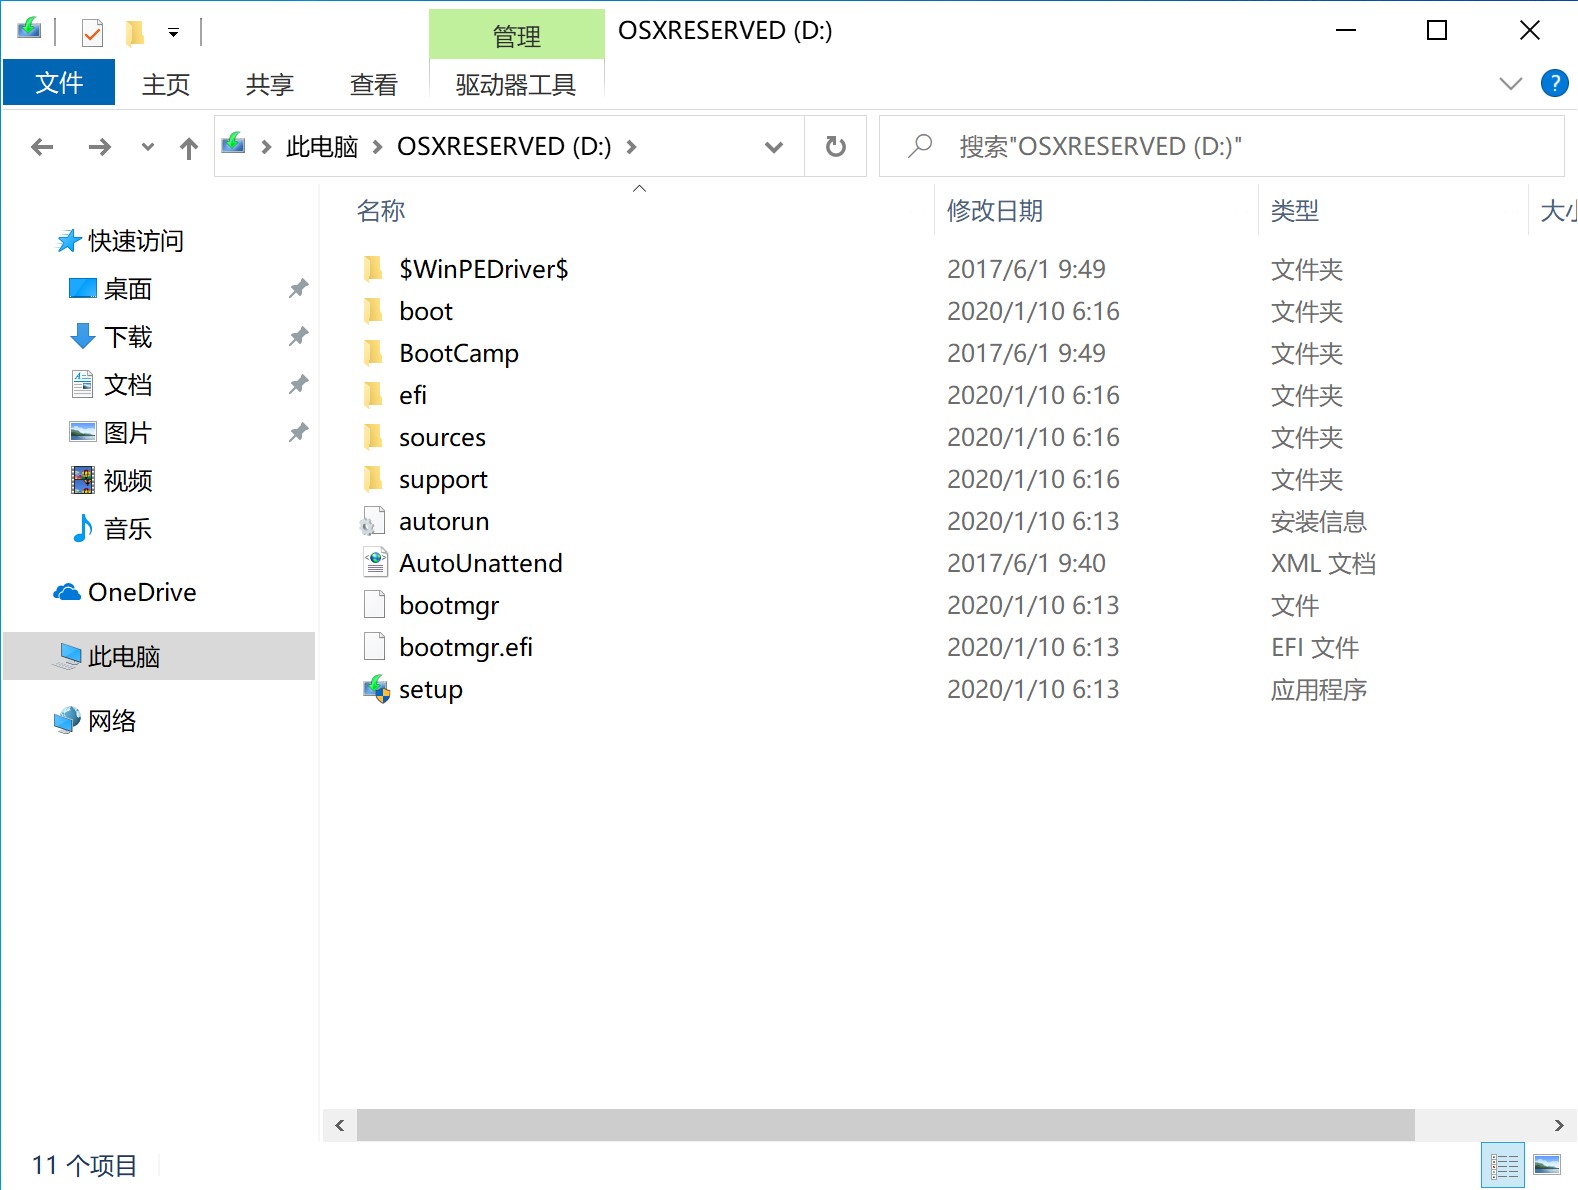 管理
OSXRESERVED (D:)
文件 主页 共享 查看 驱动器工具
此电脑 OSXRESERVED (D:) 搜索"OSXRESERVED (D:)"
名称 修改日期 类型 大小
快速访问
桌面
下载
文档
图片
视频
音乐
OneDrive
此电脑
网络
$WinPEDriver$ 2017/6/1 9:49 文件夹
boot 2020/1/10 6:16 文件夹
BootCamp 2017/6/1 9:49 文件夹
efi 2020/1/10 6:16 文件夹
sources 2020/1/10 6:16 文件夹
support 2020/1/10 6:16 文件夹
autorun 2020/1/10 6:13 安装信息
AutoUnattend 2017/6/1 9:40 XML 文档
bootmgr 2020/1/10 6:13 文件
bootmgr.efi 2020/1/10 6:13 EFI 文件
setup 2020/1/10 6:13 应用程序
11 个项目